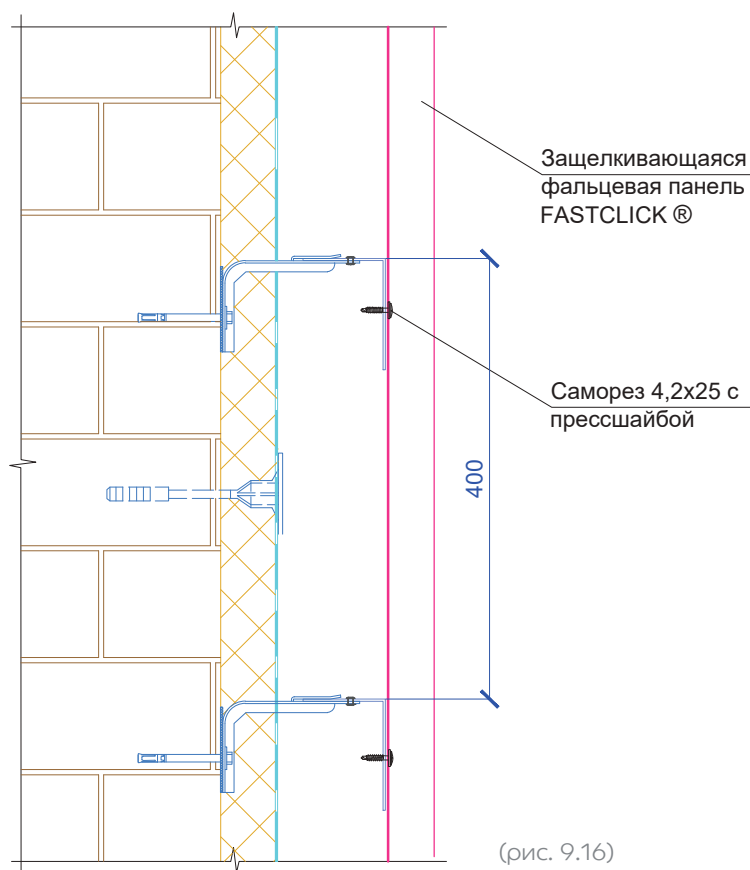 Защелкивающаяся
фальцевая панель
FASTCLICK ®
Саморез 4,2х25 с
прессшайбой
400
(рис. 9.16)